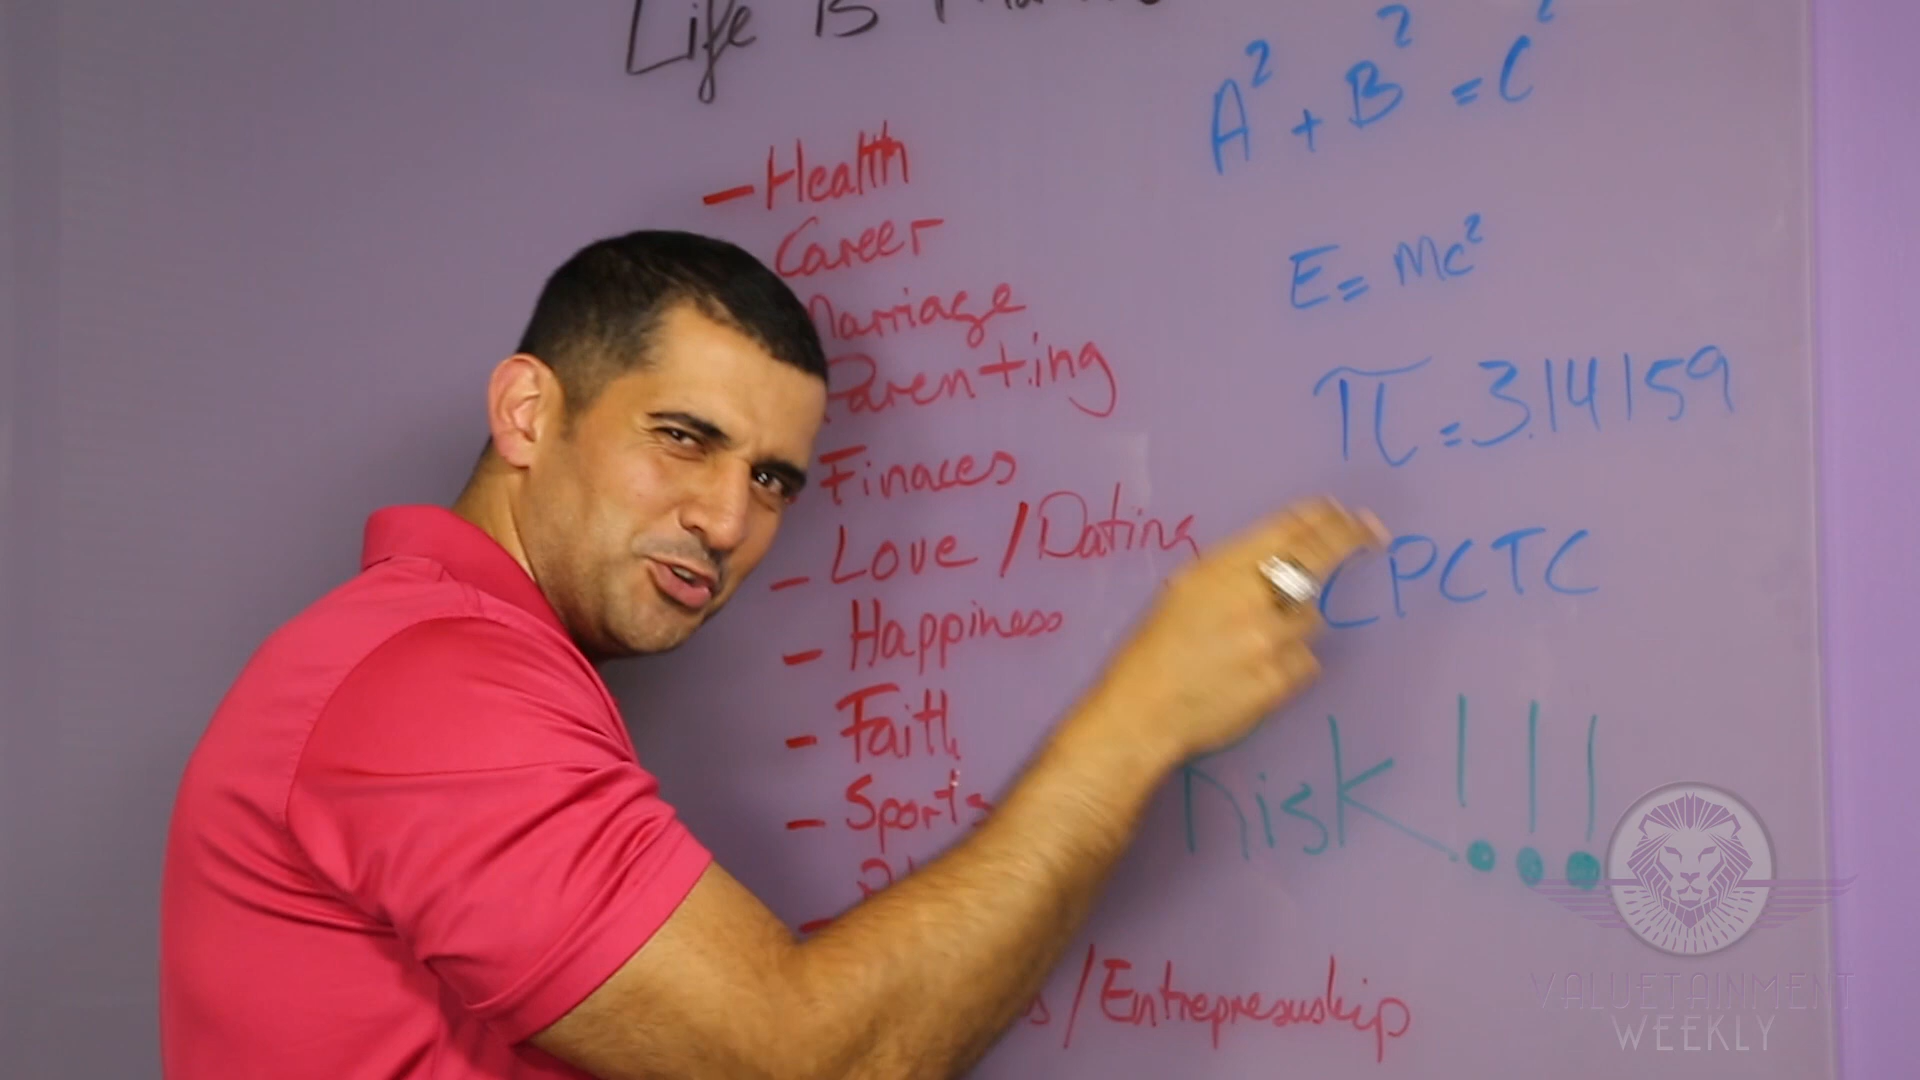 Life is
A² + B² = C²
- Health
Career
Marriage
Parenting
Finaces
- Love / Dating
- Happiness
- Faith
- Sports
/ Entrepresuship
E = Mc²
π = 3.14159
CPCTC
Risk!!!
VALUETAINMENT
WEEKLY